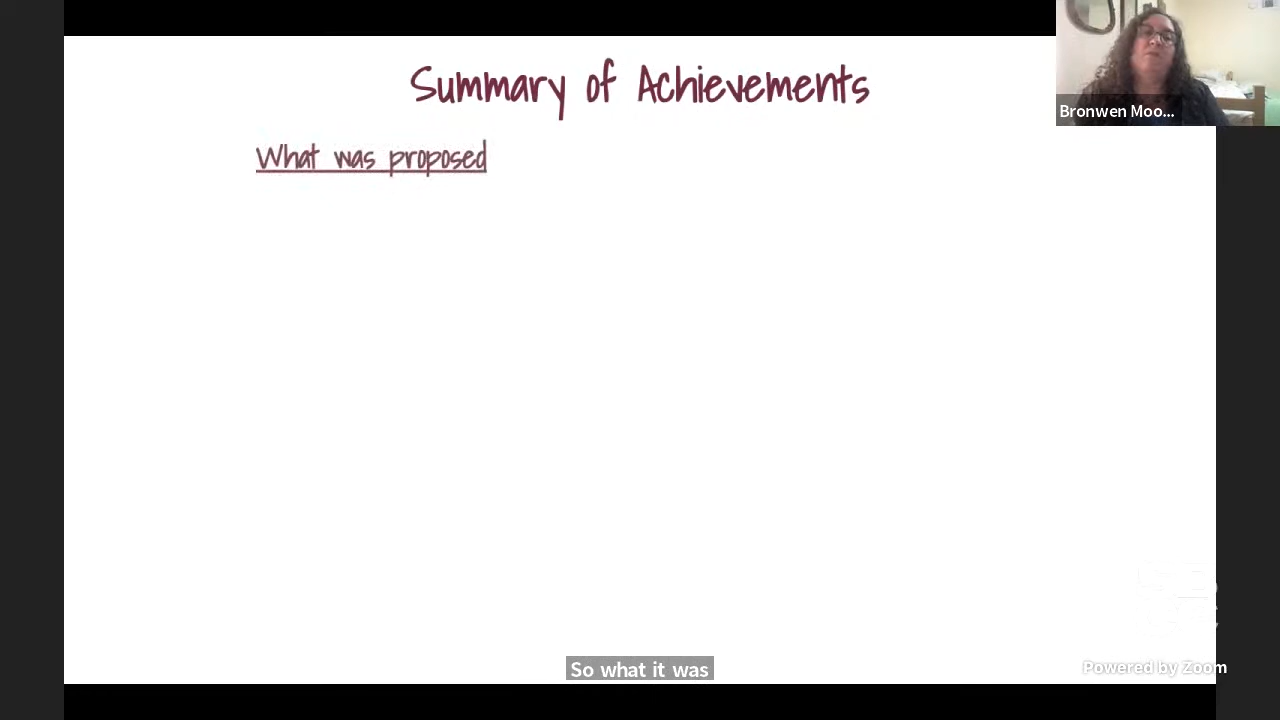 Summary of Achievements
Bronwen Moo...
What was proposed
So what it was
Powered by Zoom